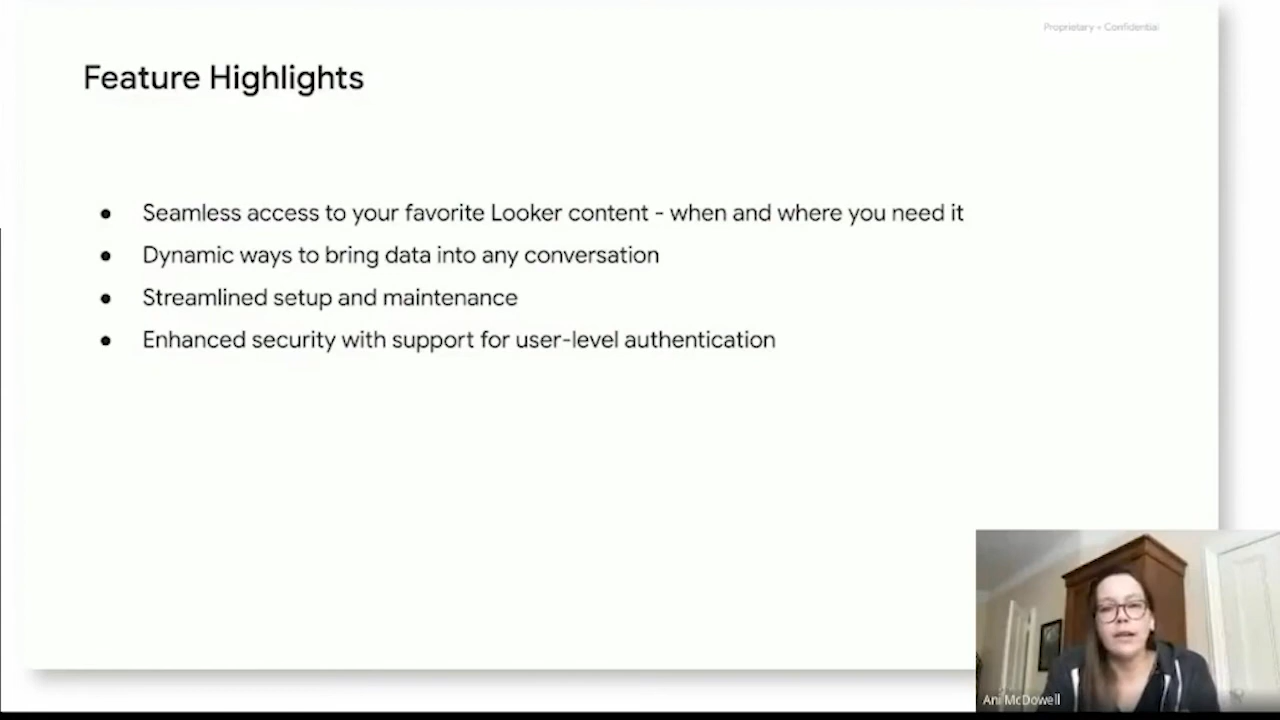 Proprietary + Confidential
Feature Highlights
● Seamless access to your favorite Looker content - when and where you need it
● Dynamic ways to bring data into any conversation
● Streamlined setup and maintenance
● Enhanced security with support for user-level authentication
Ani McDowell